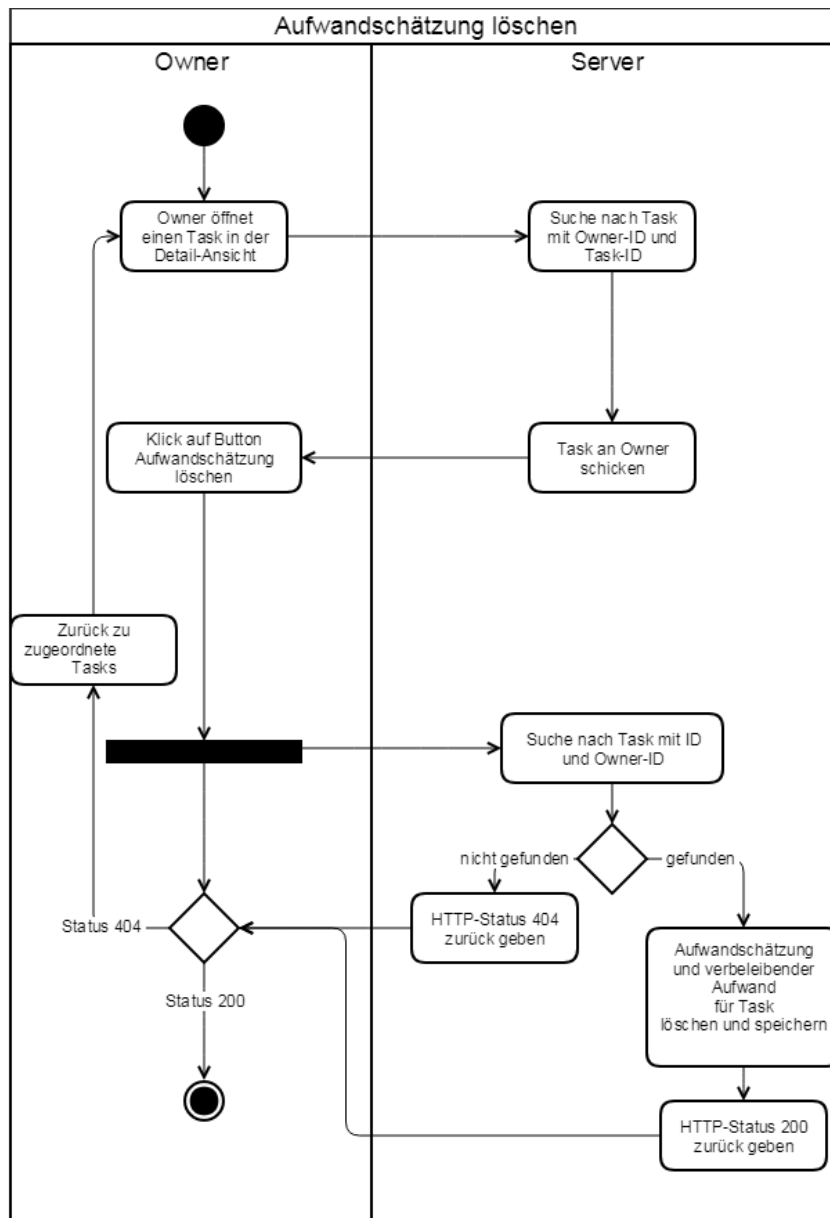 Aufwandschätzung löschen
Owner
Server
Owner öffnet
einen Task in der
Detail-Ansicht
Suche nach Task
mit Owner-ID und
Task-ID
Klick auf Button
Aufwandschätzung
löschen
Task an Owner
schicken
Zurück zu
zugeordnete
Tasks
Suche nach Task mit ID
und Owner-ID
nicht gefunden
gefunden
HTTP-Status 404
zurück geben
Status 404
Aufwandschätzung
und verbeleibender
Aufwand
für Task
löschen und speichern
Status 200
HTTP-Status 200
zurück geben